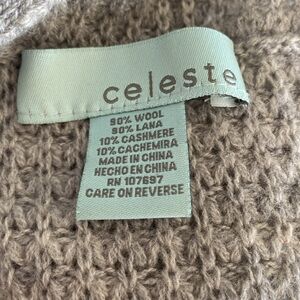 celeste
90% WOOL
90% LANA
10% CASHMERE
10% CACHEMIRA
MADE IN CHINA
HECHO EN CHINA
RN 107697
CARE ON REVERSE